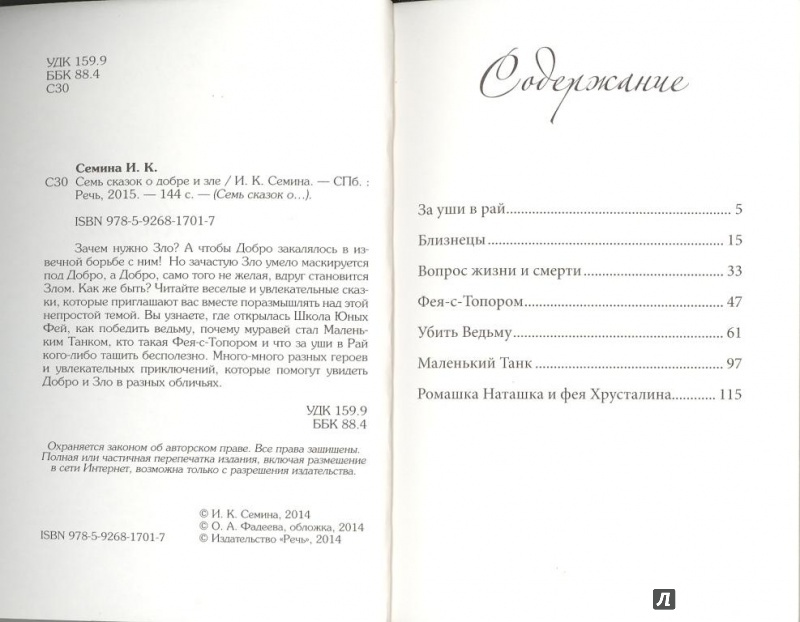 УДК 159.9
ББК 88.4
С30
Семина И. К.
С30 Семь сказок о добре и зле / И. К. Семина. — СПб. :
Речь, 2015. — 144 с. — (Семь сказок о...).
ISBN 978-5-9268-1701-7
Зачем нужно Зло? А чтобы Добро закалялось в из-
вечной борьбе с ним! Но зачастую Зло умело маскируется
под Добро, а Добро, само того не желая, вдруг становится
Злом. Как же быть? Читайте веселые и увлекательные сказ-
ки, которые приглашают вас вместе поразмышлять над этой
непростой темой. Вы узнаете, где открылась Школа Юных
Фей, как победить ведьму, почему муравей стал Малень-
ким Танком, кто такая Фея-с-Топором и что за уши в Рай
кого-либо тащить бесполезно. Много-много разных героев
и увлекательных приключений, которые помогут увидеть
Добро и Зло в разных обличьях.
УДК 159.9
ББК 88.4
Охраняется законом об авторском праве. Все права защищены.
Полная или частичная перепечатка издания, включая размещение
в сети Интернет, возможна только с разрешения издательства.
© И. К. Семина, 2014
© О. А. Фадеева, обложка, 2014
ISBN 978-5-9268-1701-7 © Издательство «Речь», 2014
Содержание
За уши в рай 5
Близнецы 15
Вопрос жизни и смерти 33
Фея-с-Топором 47
Убить Ведьму 61
Маленький Танк 97
Ромашка Наташка и фея Хрусталина 115
Л